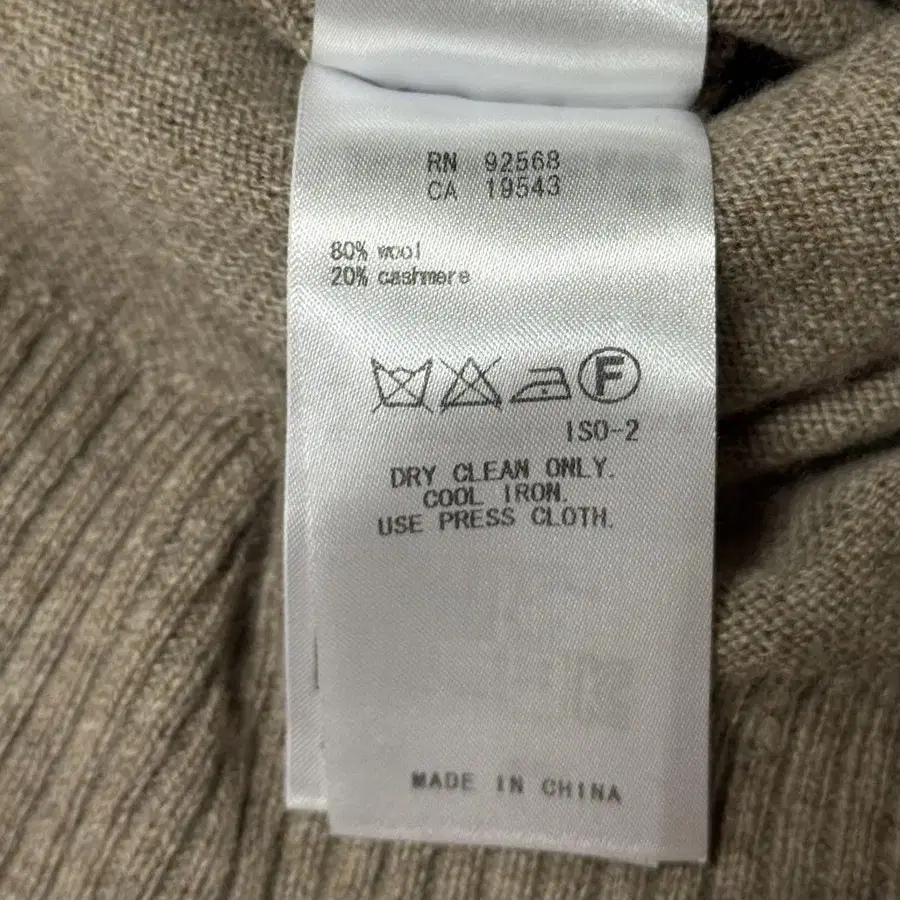 RN 92568
CA 19543
80% wool
20% cashmere
F
ISO-2
DRY CLEAN ONLY.
COOL IRON.
USE PRESS CLOTH.
MADE IN CHINA